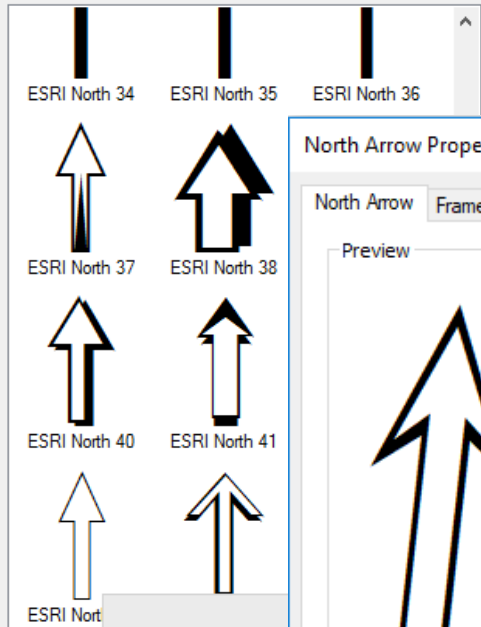 ESRI North 34 ESRI North 35 ESRI North 36
North Arrow Prope
North Arrow Frame
Preview
ESRI North 37 ESRI North 38
ESRI North 40 ESRI North 41
ESRI Nort